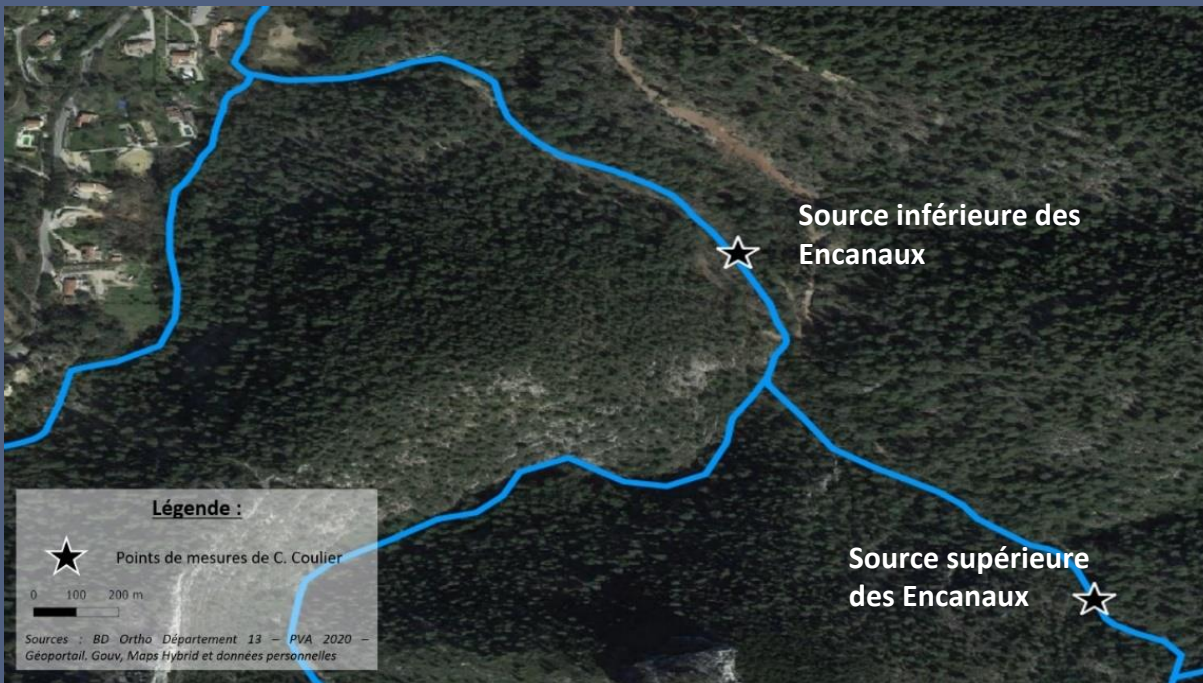 Source inférieure des
Encanaux
Source supérieure
des Encanaux
Légende :
Points de mesures de C. Coulier
0 100 200 m
Sources : BD Ortho Département 13 – PVA 2020 –
Géoportail. Gouv, Maps Hybrid et données personnelles